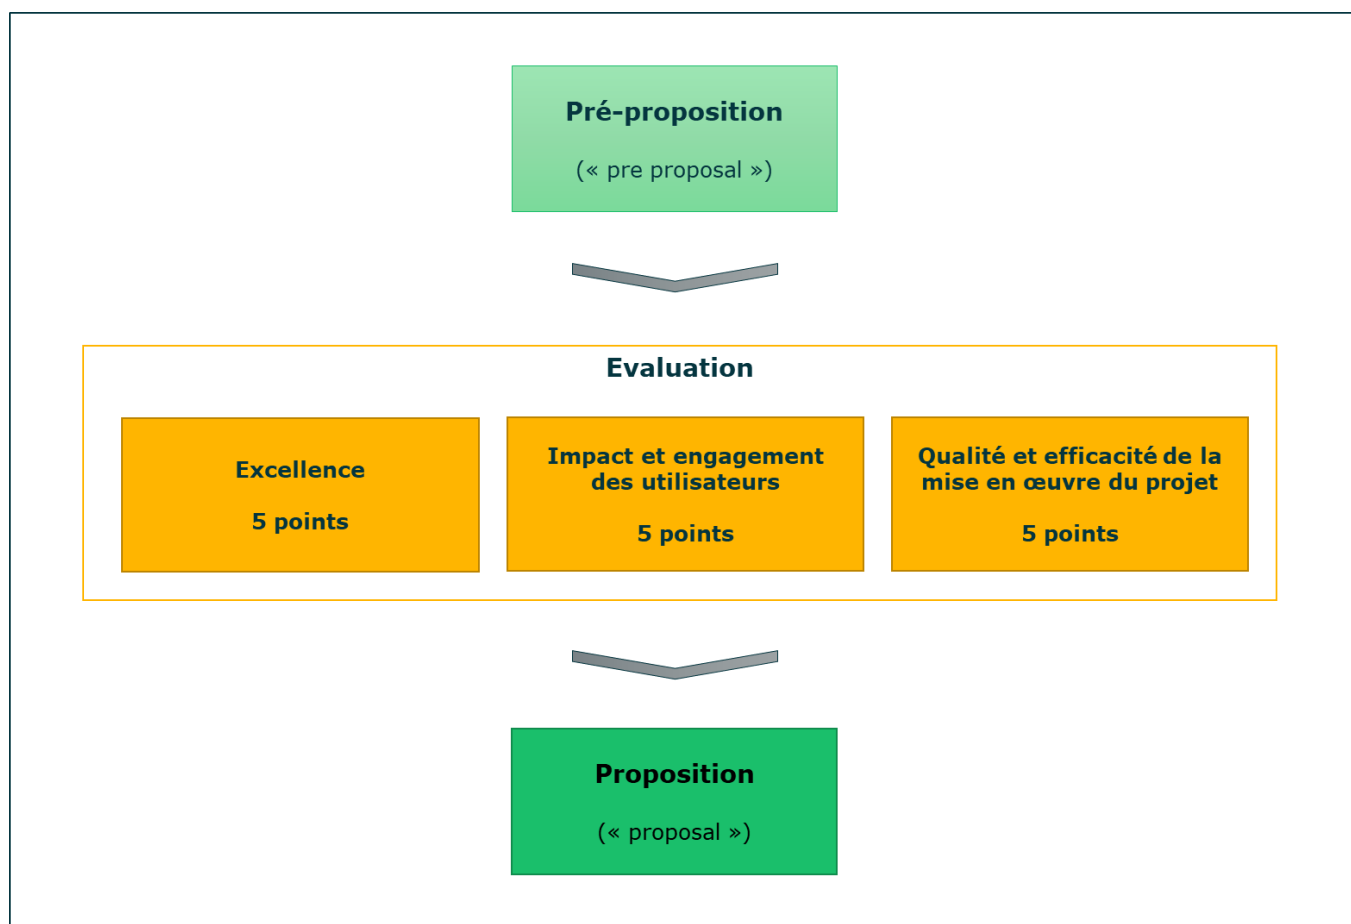 Pré-proposition
(« pre proposal »)
Evaluation
Excellence
5 points
Impact et engagement
des utilisateurs
5 points
Qualité et efficacité de la
mise en œuvre du projet
5 points
Proposition
(« proposal »)